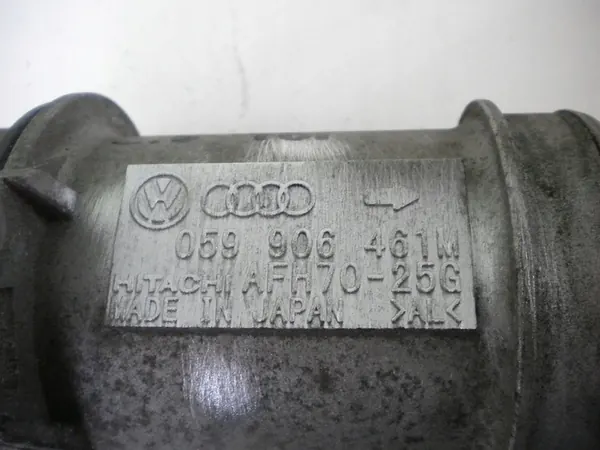 059 906 461M
HITACHI AFH70-25G
MADE IN JAPAN >AL<